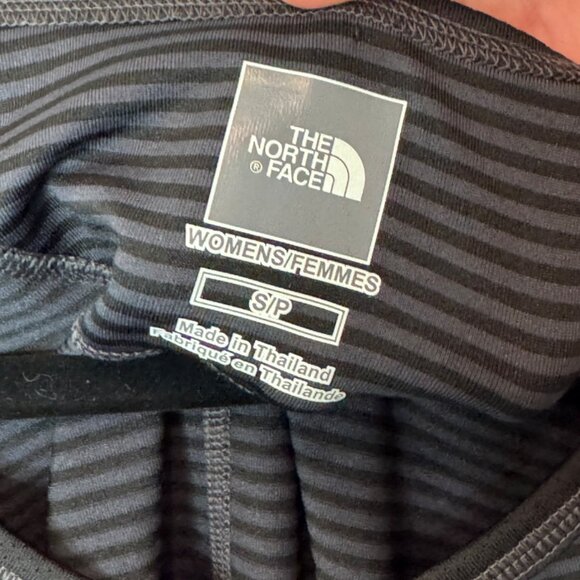 THE
NORTH
® FACE
WOMENS/FEMMES
S/P
Made in Thailand
Fabriqué en Thaïlande